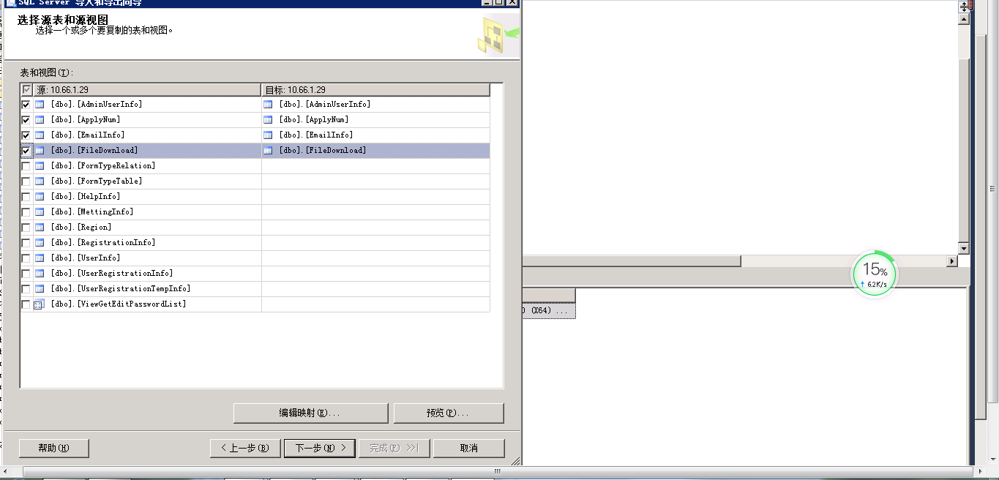 SQL Server 导入和导出向导
选择源表和源视图
选择一个或多个要复制的表和视图。
表和视图(T):
源: 10.66.1.29 目标: 10.66.1.29
[dbo].[AdminUserInfo] [dbo].[AdminUserInfo]
[dbo].[ApplyNum] [dbo].[ApplyNum]
[dbo].[EmailInfo] [dbo].[EmailInfo]
[dbo].[FileDownload] [dbo].[FileDownload]
[dbo].[FormTypeRelation]
[dbo].[FormTypeTable]
[dbo].[HelpInfo]
[dbo].[MettingInfo]
[dbo].[Region]
[dbo].[RegistrationInfo]
[dbo].[UserInfo]
[dbo].[UserRegistrationInfo]
[dbo].[UserRegistrationTempInfo]
[dbo].[ViewGetEditPasswordList]
编辑映射(E)... 预览(P)...
帮助(H) <上一步(B) 下一步(N) > 完成(F) >>| 取消
15%
6.2K/s
(X64) ...